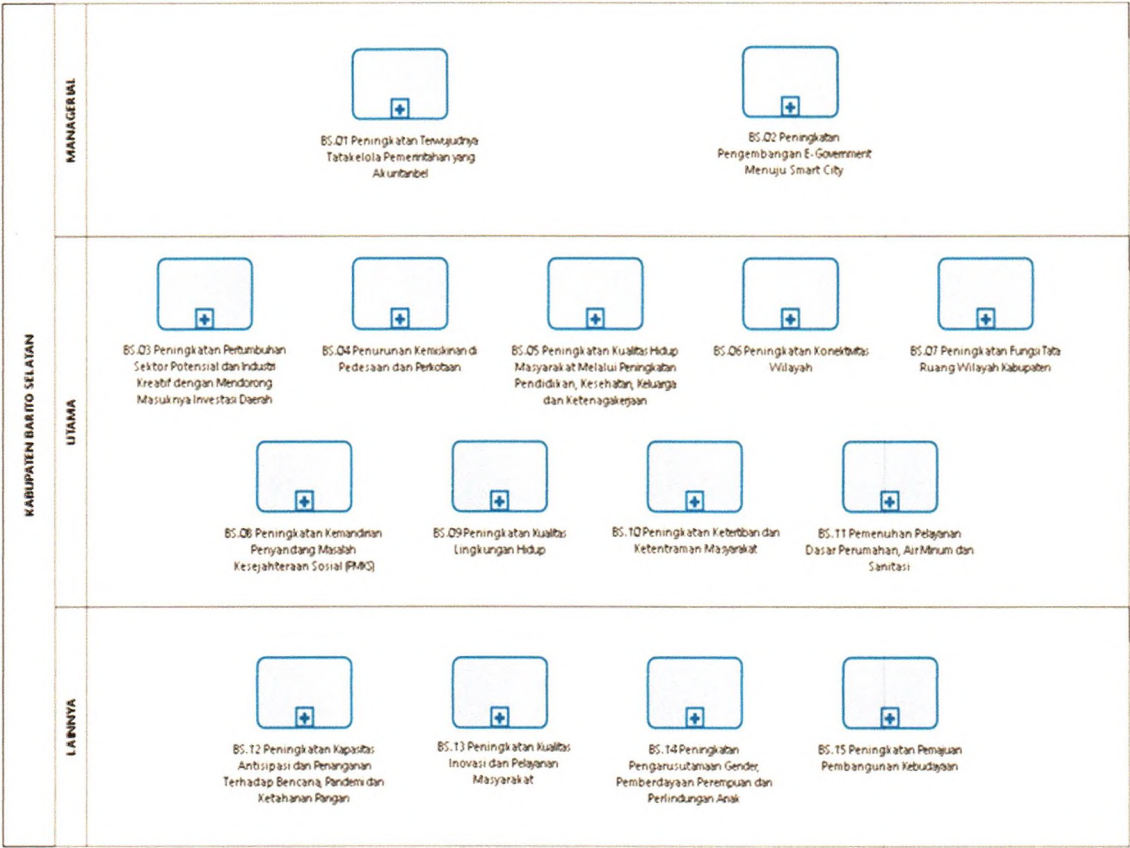 KABUPATEN BARITO SELATAN
MANAGERIAL
BS.01 Peningkatan Terwujudnya
Tatakelola Pemerintahan yang
Akuntanbel
BS.02 Peningkatan
Pengembangan E-Government
Menuju Smart City
UTAMA
BS.03 Peningkatan Pertumbuhan
Sektor Potensial dan Industri
Kreatif dengan Mendorong
Masuknya Investasi Daerah
BS.04 Penurunan Kemiskinan di
Pedesaan dan Perkotaan
BS.05 Peningkatan Kualitas Hidup
Masyarakat Melalui Peningkatan
Pendidikan, Kesehatan, Keluarga
dan Ketenagakerjaan
BS.06 Peningkatan Konektivitas
Wilayah
BS.07 Peningkatan Fungsi Tata
Ruang Wilayah Kabupaten
BS.08 Peningkatan Kemandirian
Penyandang Masalah
Kesejahteraan Sosial (PMKS)
BS.09 Peningkatan Kualitas
Lingkungan Hidup
BS.10 Peningkatan Ketertiban dan
Ketentraman Masyarakat
BS.11 Pemenuhan Pelayanan
Dasar Perumahan, Air Minum dan
Sanitasi
LAINNYA
BS.12 Peningkatan Kapasitas
Antisipasi dan Penanganan
Terhadap Bencana, Pandemi dan
Ketahanan Pangan
BS.13 Peningkatan Kualitas
Inovasi dan Pelayanan
Masyarakat
BS.14 Peningkatan
Pengarusutamaan Gender,
Pemberdayaan Perempuan dan
Perlindungan Anak
BS.15 Peningkatan Pemajuan
Pembangunan Kebudayaan